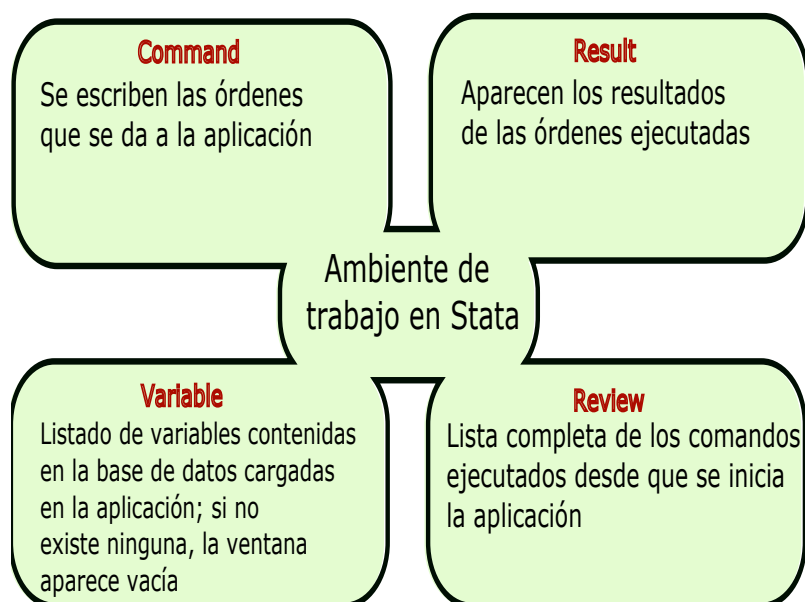 Command
Se escriben las órdenes
que se da a la aplicación
Result
Aparecen los resultados
de las órdenes ejecutadas
Ambiente de
trabajo en Stata
Variable
Listado de variables contenidas
en la base de datos cargadas
en la aplicación; si no
existe ninguna, la ventana
aparece vacía
Review
Lista completa de los comandos
ejecutados desde que se inicia
la aplicación